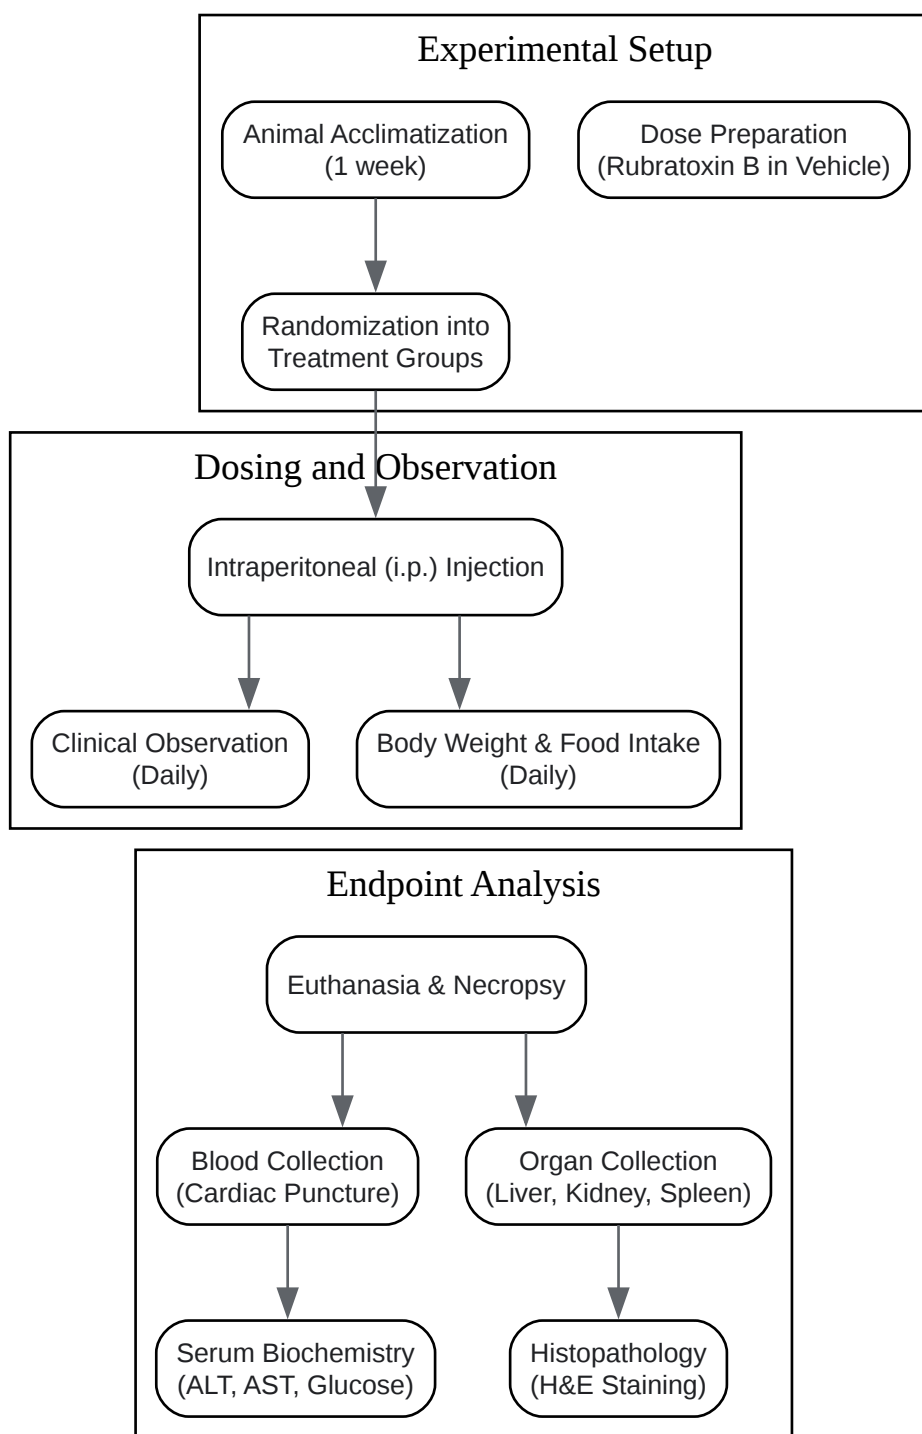 Experimental Setup
Animal Acclimatization
(1 week)
Dose Preparation
(Rubratoxin B in Vehicle)
Randomization into
Treatment Groups
Dosing and Observation
Intraperitoneal (i.p.) Injection
Clinical Observation
(Daily)
Body Weight & Food Intake
(Daily)
Endpoint Analysis
Euthanasia & Necropsy
Blood Collection
(Cardiac Puncture)
Organ Collection
(Liver, Kidney, Spleen)
Serum Biochemistry
(ALT, AST, Glucose)
Histopathology
(H&E Staining)